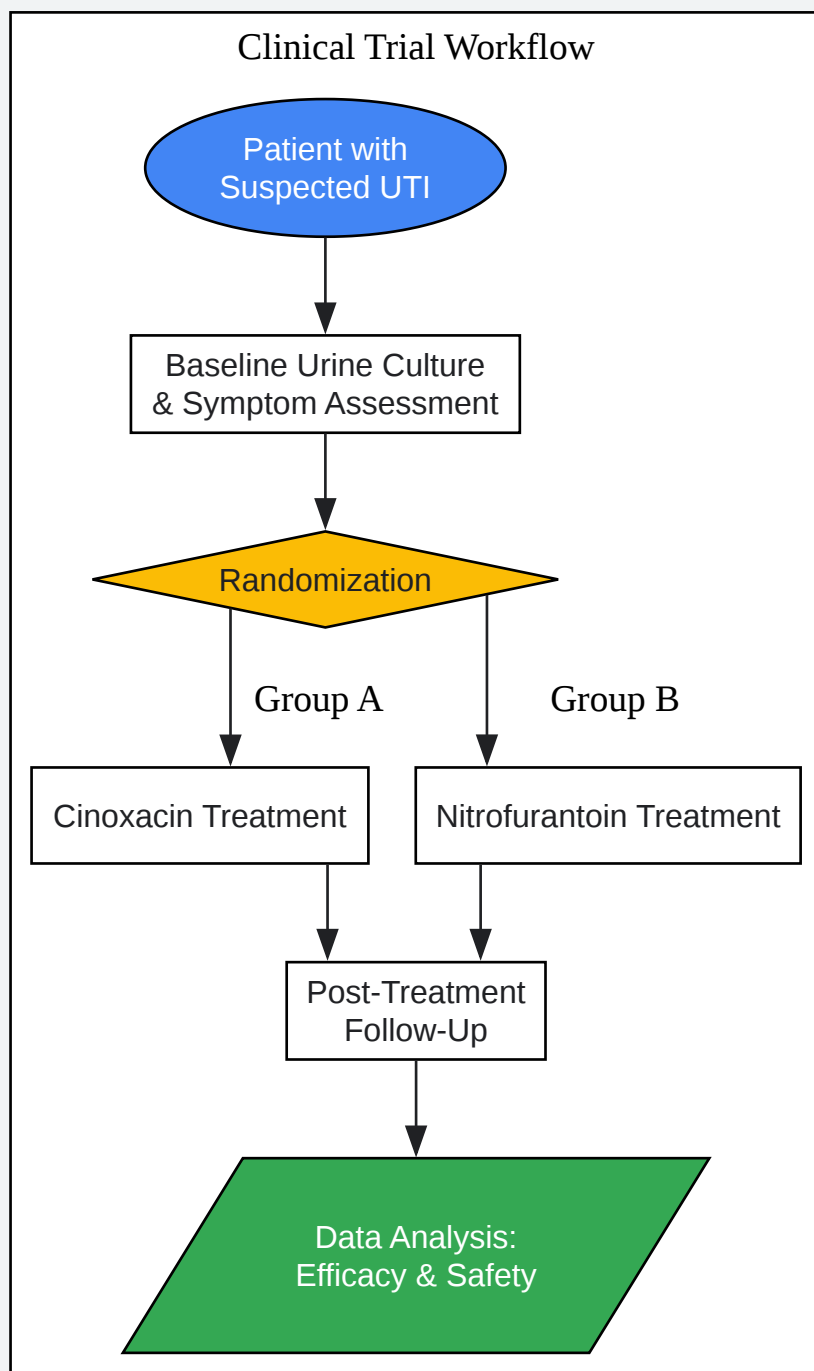 Clinical Trial Workflow
Patient with
Suspected UTI
Baseline Urine Culture
& Symptom Assessment
Randomization
Group A
Group B
Cinoxacin Treatment
Nitrofurantoin Treatment
Post-Treatment
Follow-Up
Data Analysis:
Efficacy & Safety